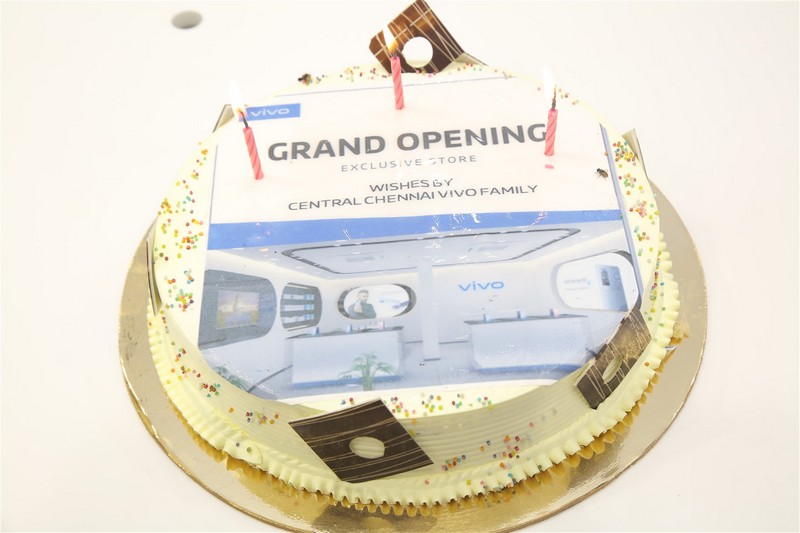 vivo
GRAND OPENING
EXCLUSIVE STORE
WISHES BY
CENTRAL CHENNAI VIVO FAMILY
vivo